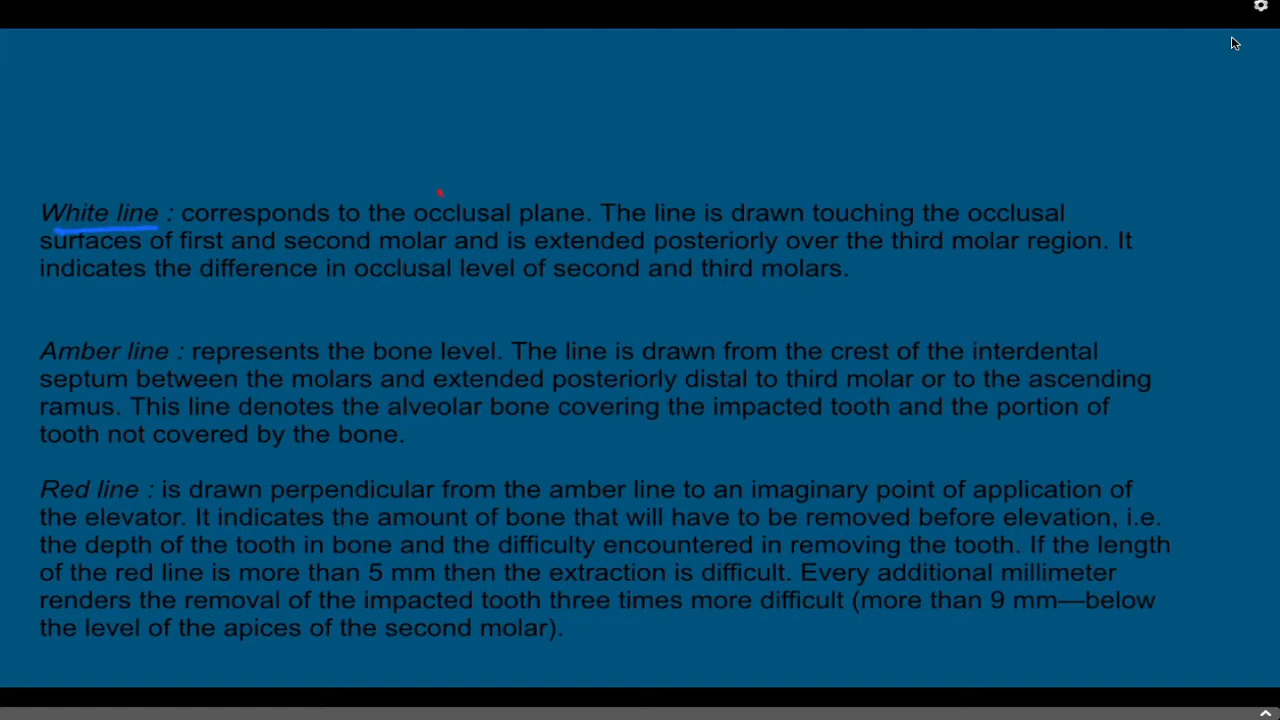 White line : corresponds to the occlusal plane. The line is drawn touching the occlusal
surfaces of first and second molar and is extended posteriorly over the third molar region. It
indicates the difference in occlusal level of second and third molars.
Amber line : represents the bone level. The line is drawn from the crest of the interdental
septum between the molars and extended posteriorly distal to third molar or to the ascending
ramus. This line denotes the alveolar bone covering the impacted tooth and the portion of
tooth not covered by the bone.
Red line : is drawn perpendicular from the amber line to an imaginary point of application of
the elevator. It indicates the amount of bone that will have to be removed before elevation, i.e.
the depth of the tooth in bone and the difficulty encountered in removing the tooth. If the length
of the red line is more than 5 mm then the extraction is difficult. Every additional millimeter
renders the removal of the impacted tooth three times more difficult (more than 9 mm—below
the level of the apices of the second molar).